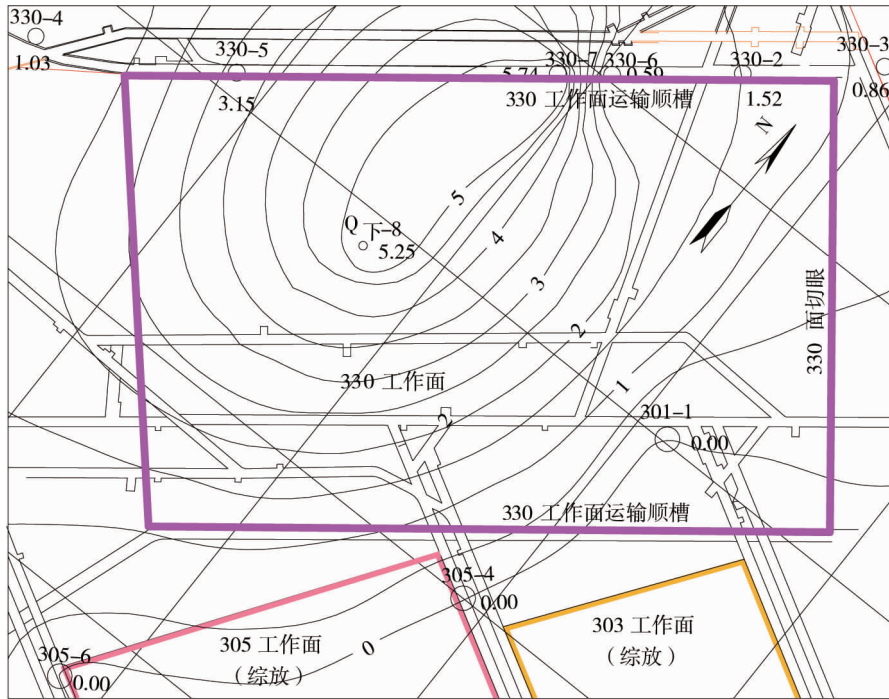 330-4
1.03
330-5
3.15
330-7
5.74
330-6
0.59
330-2
1.52
330-3
0.86
330 工作面运输顺槽
N
5
Q下-8
5.25
4
3
2
1
2
330 面切眼
330 工作面
301-1
0.00
330 工作面运输顺槽
305-4
0.00
305 工作面
(综放)
0
303 工作面
(综放)
305-6
0.00